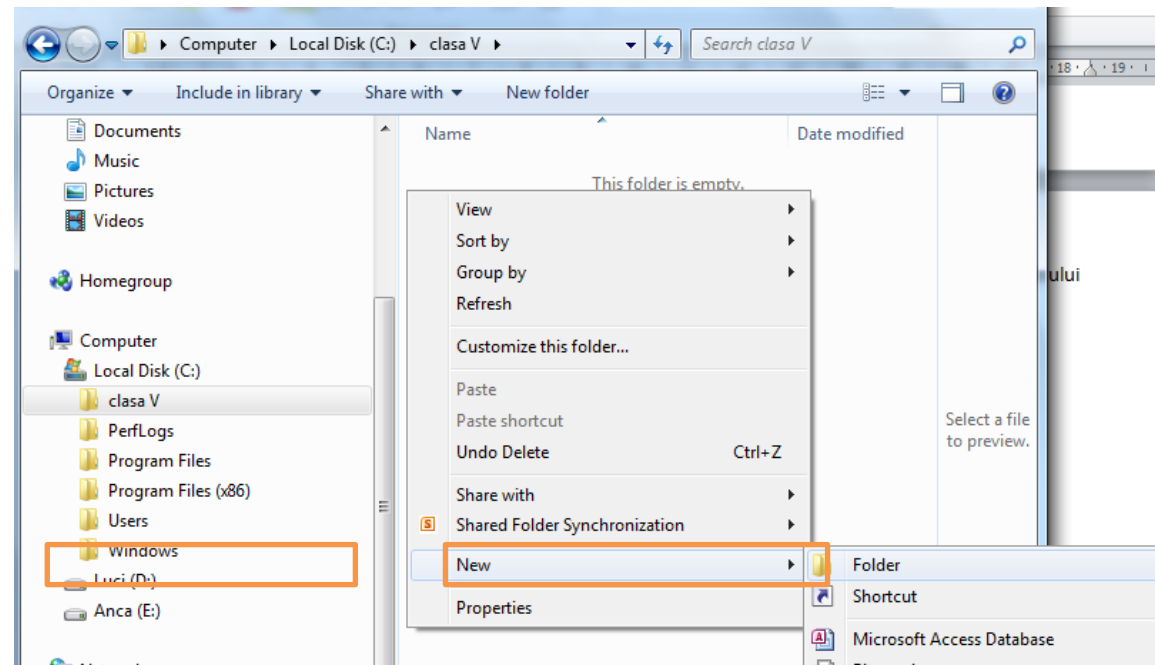 Computer Local Disk (C:) clasa V
Search clasa V
18 19
Organize Include in library Share with New folder
Documents
Music
Pictures
Videos
Homegroup
Computer
Local Disk (C:)
clasa V
PerfLogs
Program Files
Program Files (x86)
Users
Windows
Luci (D:)
Anca (E:)
Name Date modified
This folder is empty.
View
Sort by
Group by
Refresh
Customize this folder...
Paste
Paste shortcut
Undo Delete Ctrl+Z
Share with
S Shared Folder Synchronization
New
Properties
Folder
Shortcut
Microsoft Access Database
Select a file
to preview.
ului